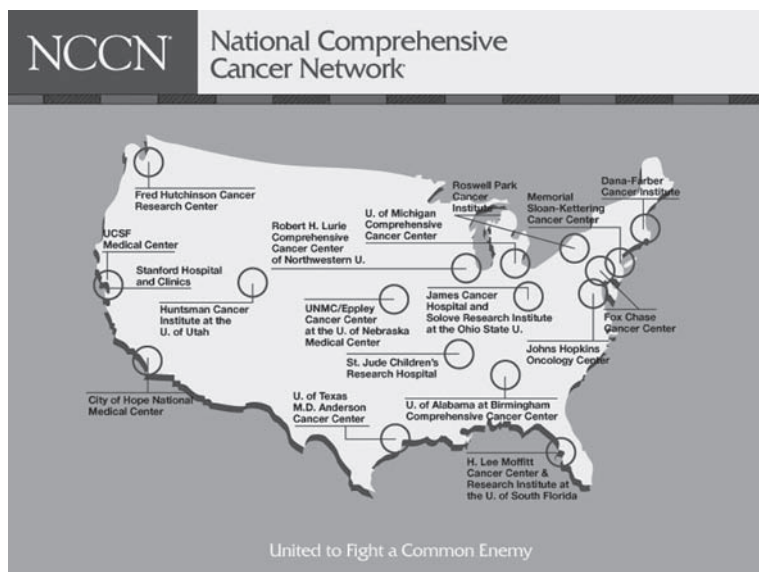 NCCN®
National Comprehensive
Cancer Network®
Fred Hutchinson Cancer
Research Center
UCSF
Medical Center
Stanford Hospital
and Clinics
Huntsman Cancer
Institute at the
U. of Utah
City of Hope National
Medical Center
Robert H. Lurie
Comprehensive
Cancer Center
of Northwestern U.
UNMC/Eppley
Cancer Center
at the U. of Nebraska
Medical Center
St. Jude Children's
Research Hospital
U. of Texas
M.D. Anderson
Cancer Center
U. of Michigan
Comprehensive
Cancer Center
Roswell Park
Cancer
Institute
Memorial
Sloan-Kettering
Cancer Center
Dana-Farber
Cancer Institute
James Cancer
Hospital and
Solove Research Institute
at the Ohio State U.
Fox Chase
Cancer Center
Johns Hopkins
Oncology Center
U. of Alabama at Birmingham
Comprehensive Cancer Center
H. Lee Moffitt
Cancer Center &
Research Institute at
the U. of South Florida
United to Fight a Common Enemy